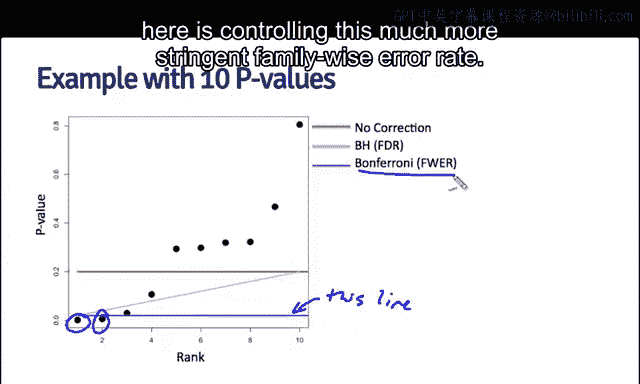 here is controlling this much more
stringent family-wise error rate.
Example with 10 P-values
No Correction
BH (FDR)
Bonferroni (FWER)
P-value
0.8
0.6
0.4
0.2
0.0
this line
2
4
6
8
10
Rank